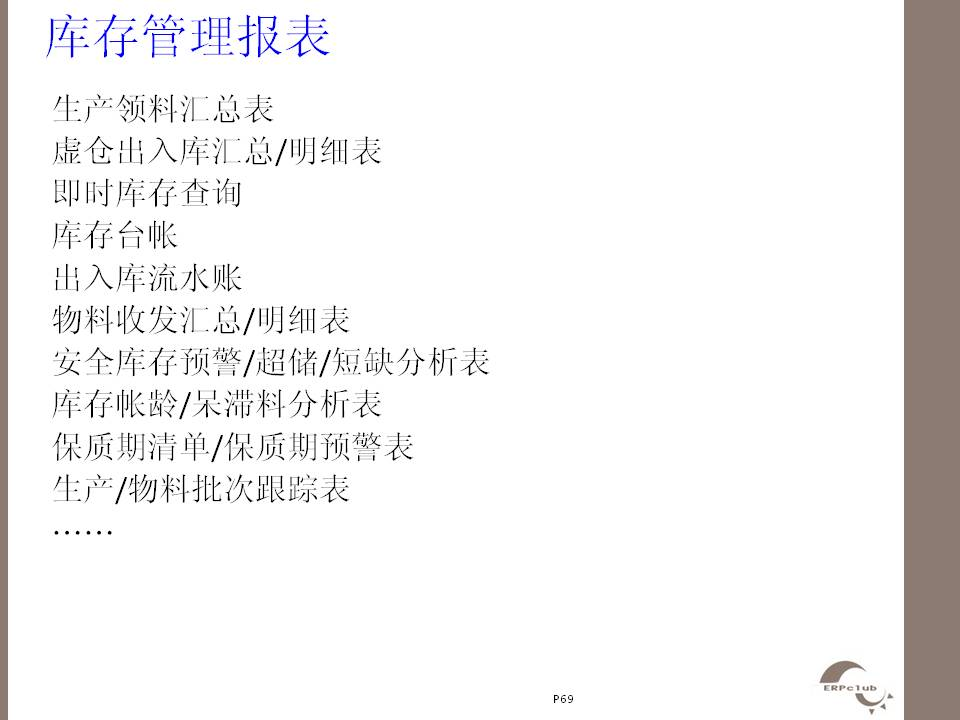 库存管理报表
生产领料汇总表
虚仓出入库汇总/明细表
即时库存查询
库存台帐
出入库流水账
物料收发汇总/明细表
安全库存预警/超储/短缺分析表
库存帐龄/呆滞料分析表
保质期清单/保质期预警表
生产/物料批次跟踪表
……
ERPclub
P69